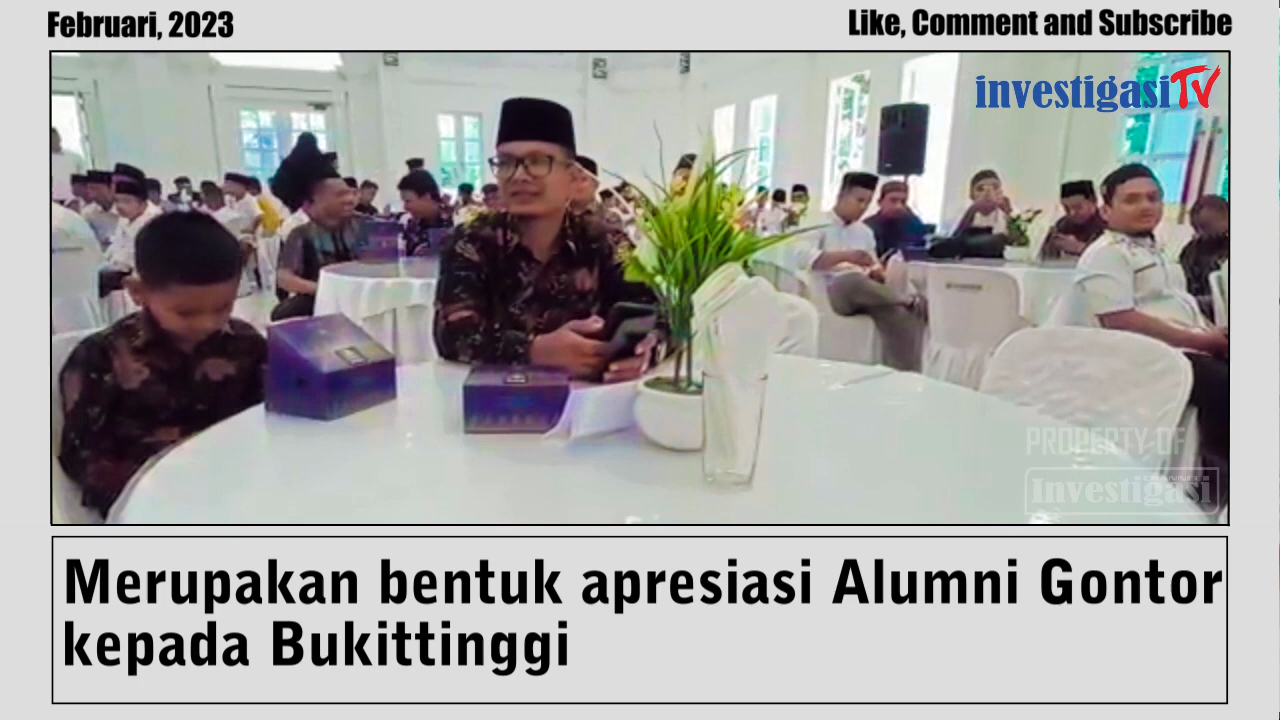 Februari, 2023
Like, Comment and Subscribe
investigasiTV
PROPERTY OF
Investigasi
Merupakan bentuk apresiasi Alumni Gontor
kepada Bukittinggi